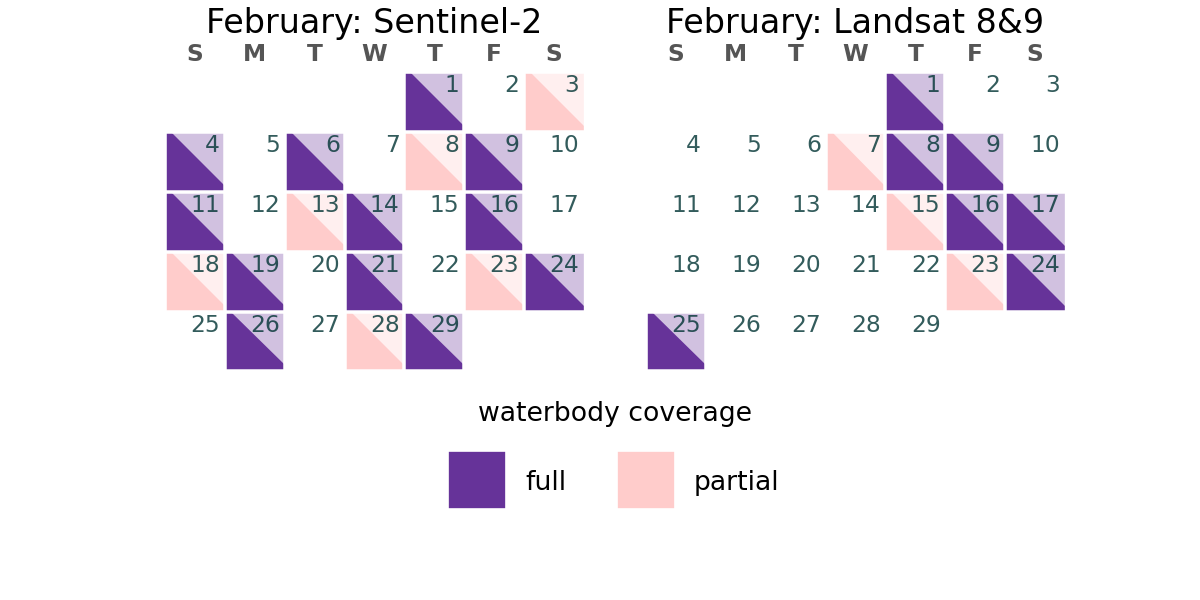 February: Sentinel-2
S M T W T F S
1 2 3
4 5 6 7 8 9 10
11 12 13 14 15 16 17
18 19 20 21 22 23 24
25 26 27 28 29
February: Landsat 8&9
S M T W T F S
1 2 3
4 5 6 7 8 9 10
11 12 13 14 15 16 17
18 19 20 21 22 23 24
25 26 27 28 29
waterbody coverage
full partial